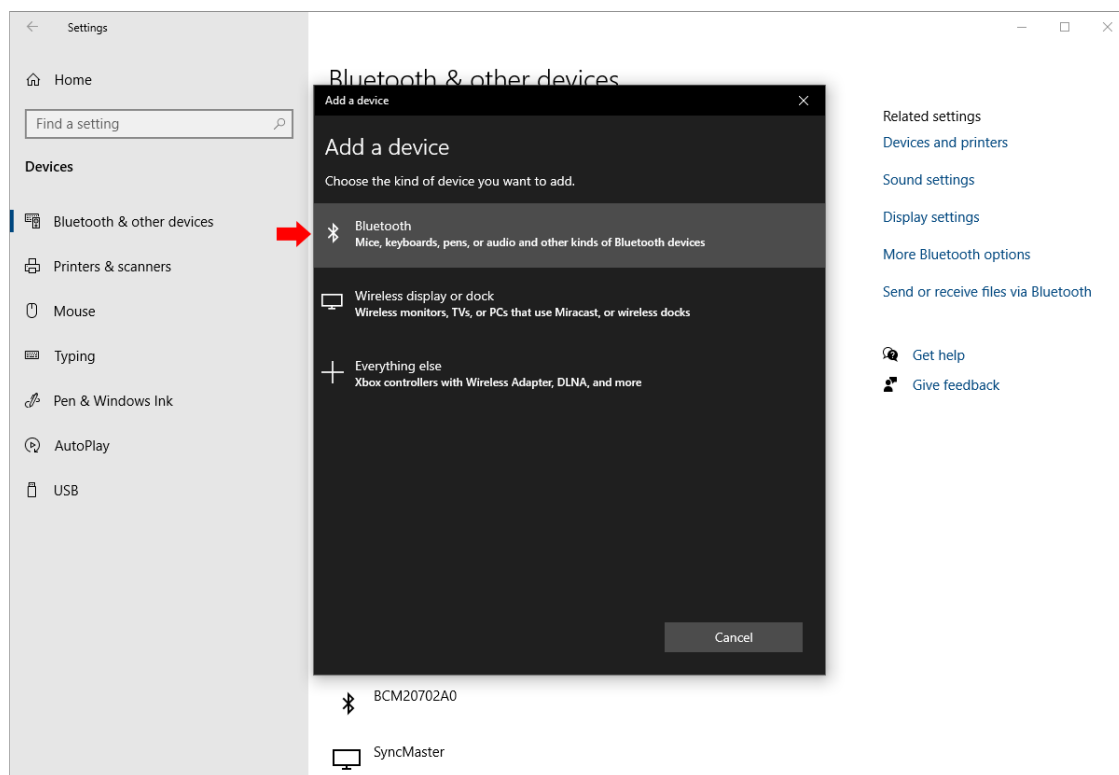 Settings
Home
Find a setting
Devices
Bluetooth & other devices
Printers & scanners
Mouse
Typing
Pen & Windows Ink
AutoPlay
USB
Bluetooth & other devices
Add a device
Add a device
Choose the kind of device you want to add.
Bluetooth
Mice, keyboards, pens, or audio and other kinds of Bluetooth devices
Wireless display or dock
Wireless monitors, TVs, or PCs that use Miracast, or wireless docks
Everything else
Xbox controllers with Wireless Adapter, DLNA, and more
Cancel
BCM20702A0
SyncMaster
Related settings
Devices and printers
Sound settings
Display settings
More Bluetooth options
Send or receive files via Bluetooth
Get help
Give feedback